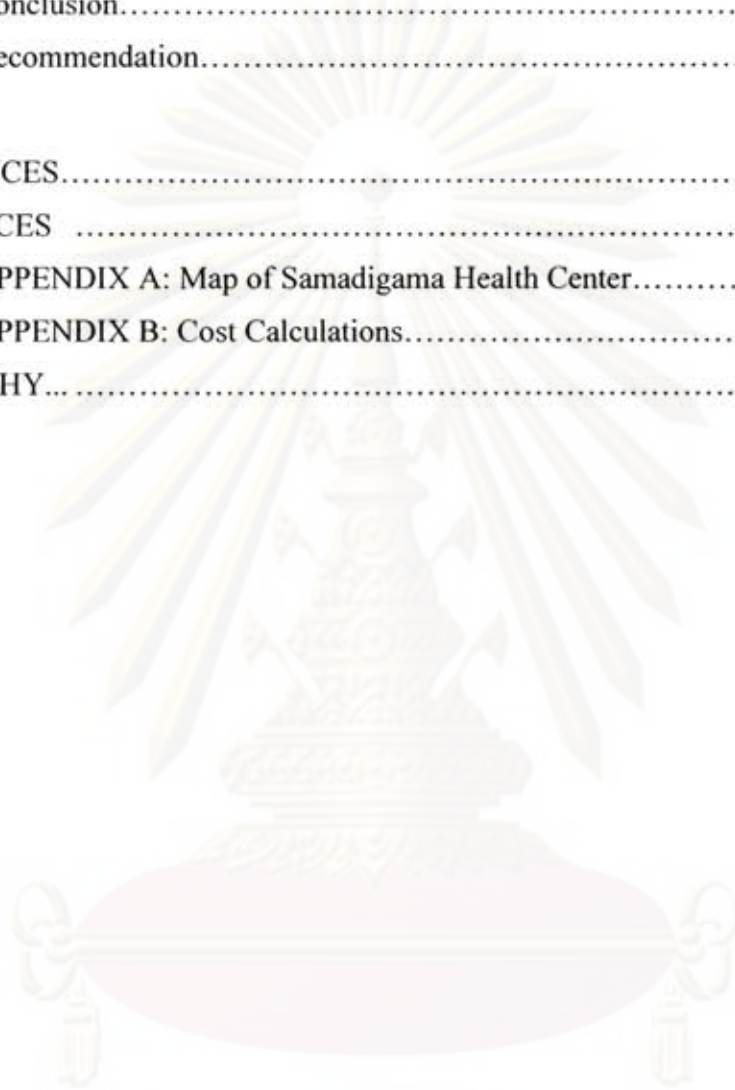 onclusion...............................................................................
ecommendation.....................................................................
CES.......................................................................................
CES .....................................................................................
PPENDIX A: Map of Samadigama Health Center...........
PPENDIX B: Cost Calculations........................................
HY... ....................................................................................